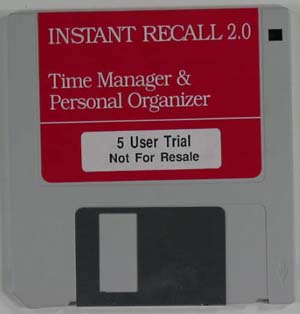 INSTANT RECALL 2.0
Time Manager &
Personal Organizer
5 User Trial
Not For Resale